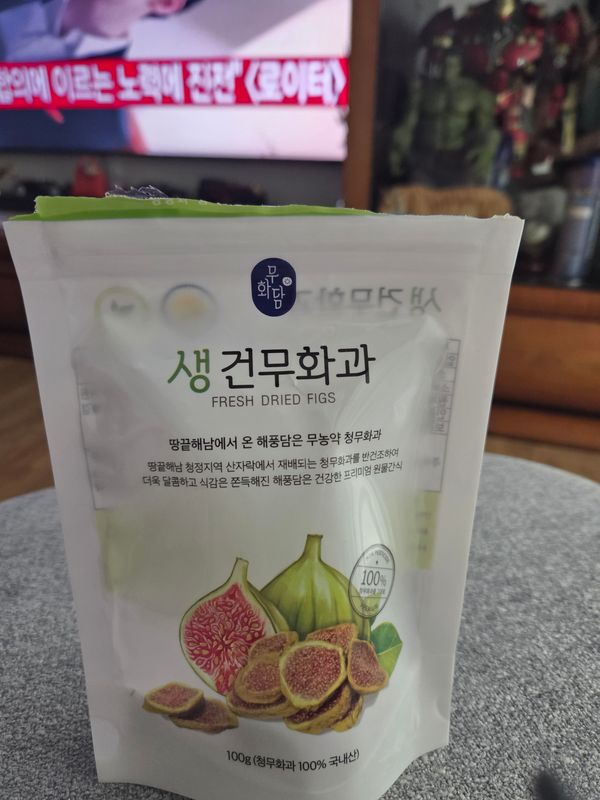 합의에 이르는 노력에 진전" <로이터>
무
화담
생건무화과
FRESH DRIED FIGS
땅끝해남에서 온 해풍담은 무농약 청무화과
땅끝해남 청정지역 산자락에서 재배되는 청무화과를 반건조하여
더욱 달콤하고 식감은 쫀득해진 해풍담은 건강한 프리미엄 원물간식
100%
100g (청무화과 100% 국내산)